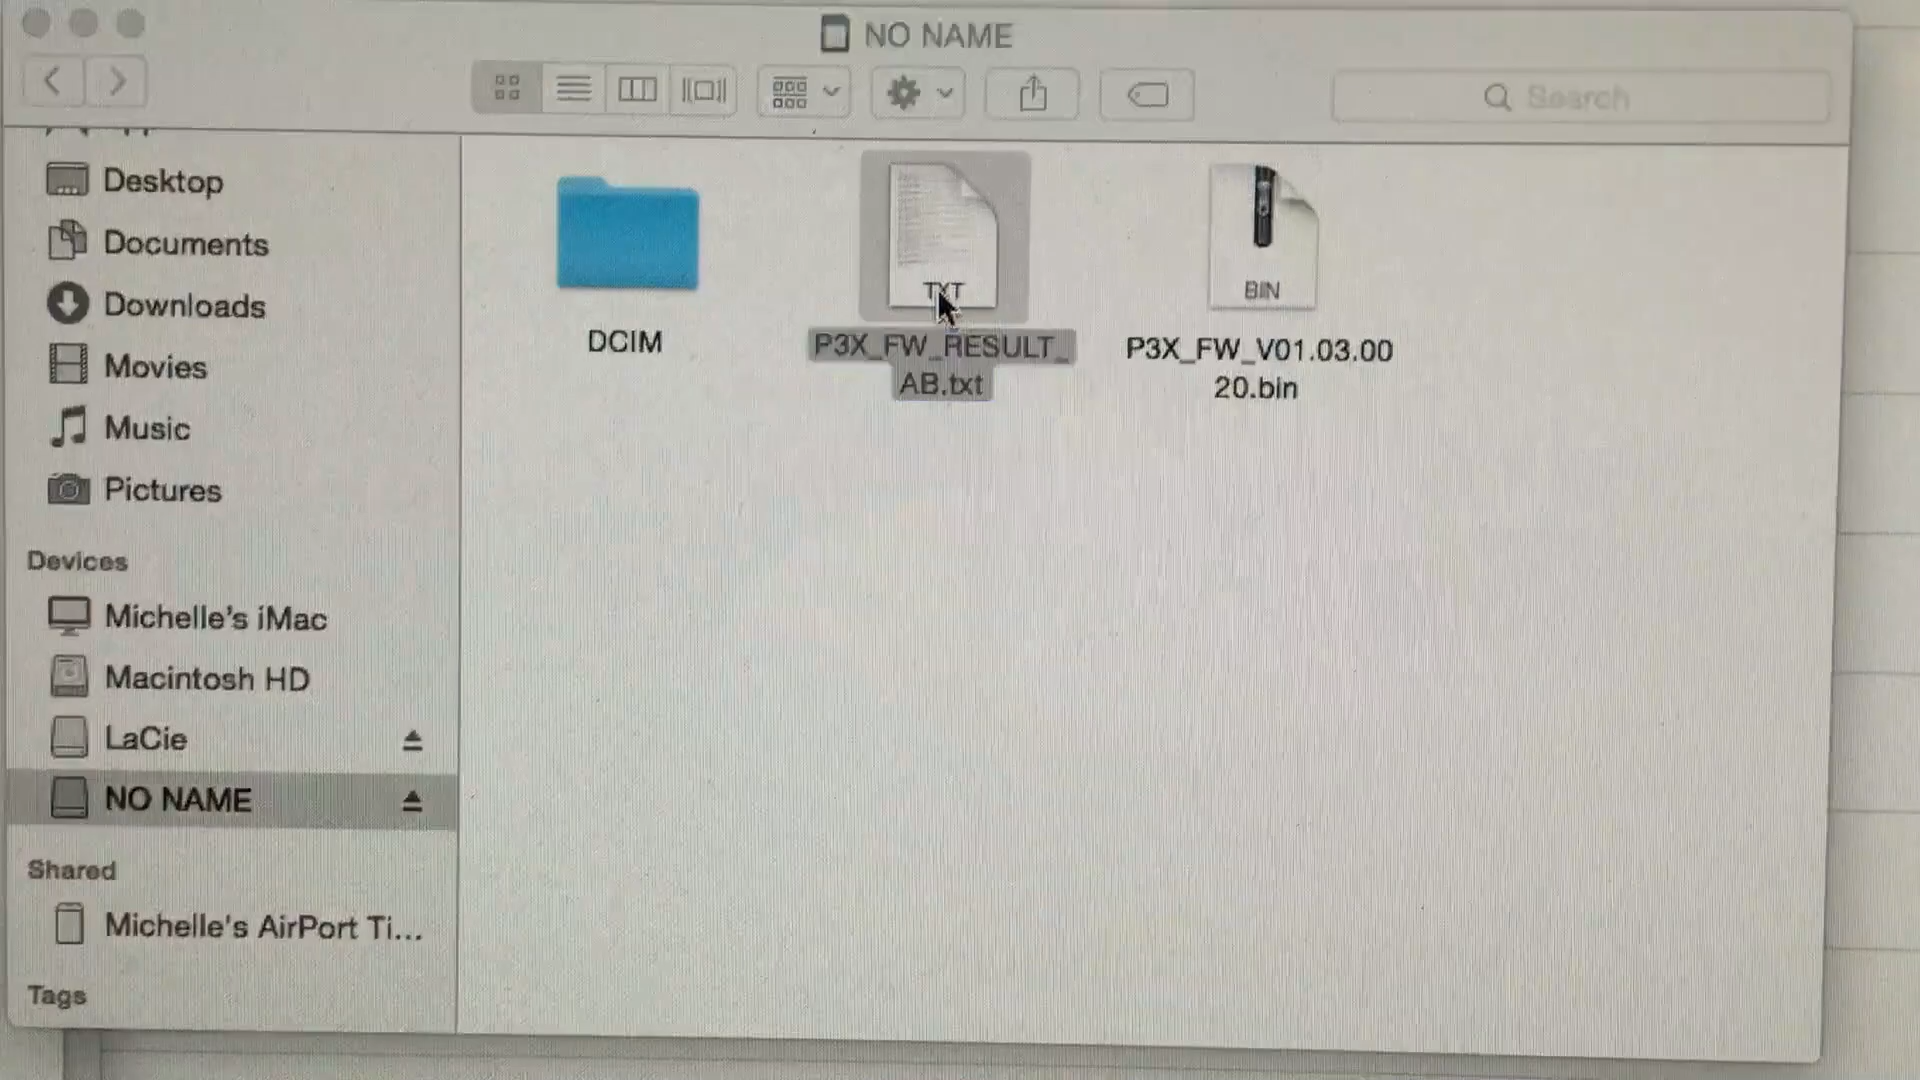 NO NAME
Search
Desktop
Documents
Downloads
Movies
Music
Pictures
Devices
Michelle's iMac
Macintosh HD
LaCie
NO NAME
Shared
Michelle's AirPort Ti...
Tags
DCIM
TXT
P3X_FW_RESULT_
AB.txt
BIN
P3X_FW_V01.03.00
20.bin